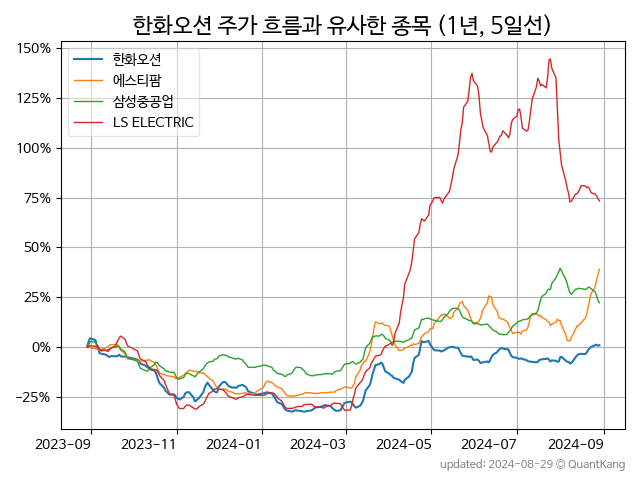 한화오션 주가 흐름과 유사한 종목 (1년, 5일선)
150%
125%
100%
75%
50%
25%
0%
−25%
한화오션
에스티팜
삼성중공업
LS ELECTRIC
2023-09 2023-11 2024-01 2024-03 2024-05 2024-07 2024-09
updated: 2024-08-29 © QuantKang